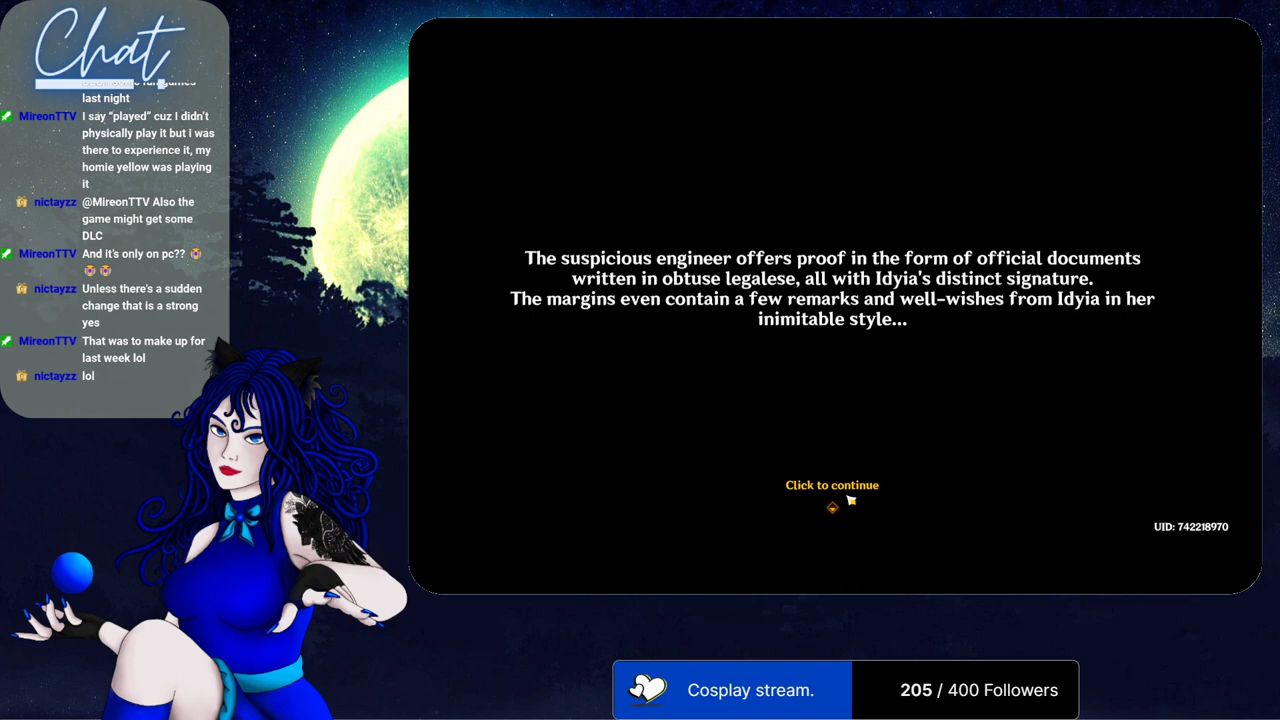 Chat
games
last night
MireonTTV I say “played” cuz I didn’t
physically play it but i was
there to experience it, my
homie yellow was playing
it
nictayzz @MireonTTV Also the
game might get some
DLC
MireonTTV And it’s only on pc??
nictayzz Unless there's a sudden
change that is a strong
yes
MireonTTV That was to make up for
last week lol
nictayzz lol
The suspicious engineer offers proof in the form of official documents
written in obtuse legalese, all with Idyia's distinct signature.
The margins even contain a few remarks and well-wishes from Idyia in her
inimitable style...
Click to continue
UID: 742218970
Cosplay stream.
205 / 400 Followers